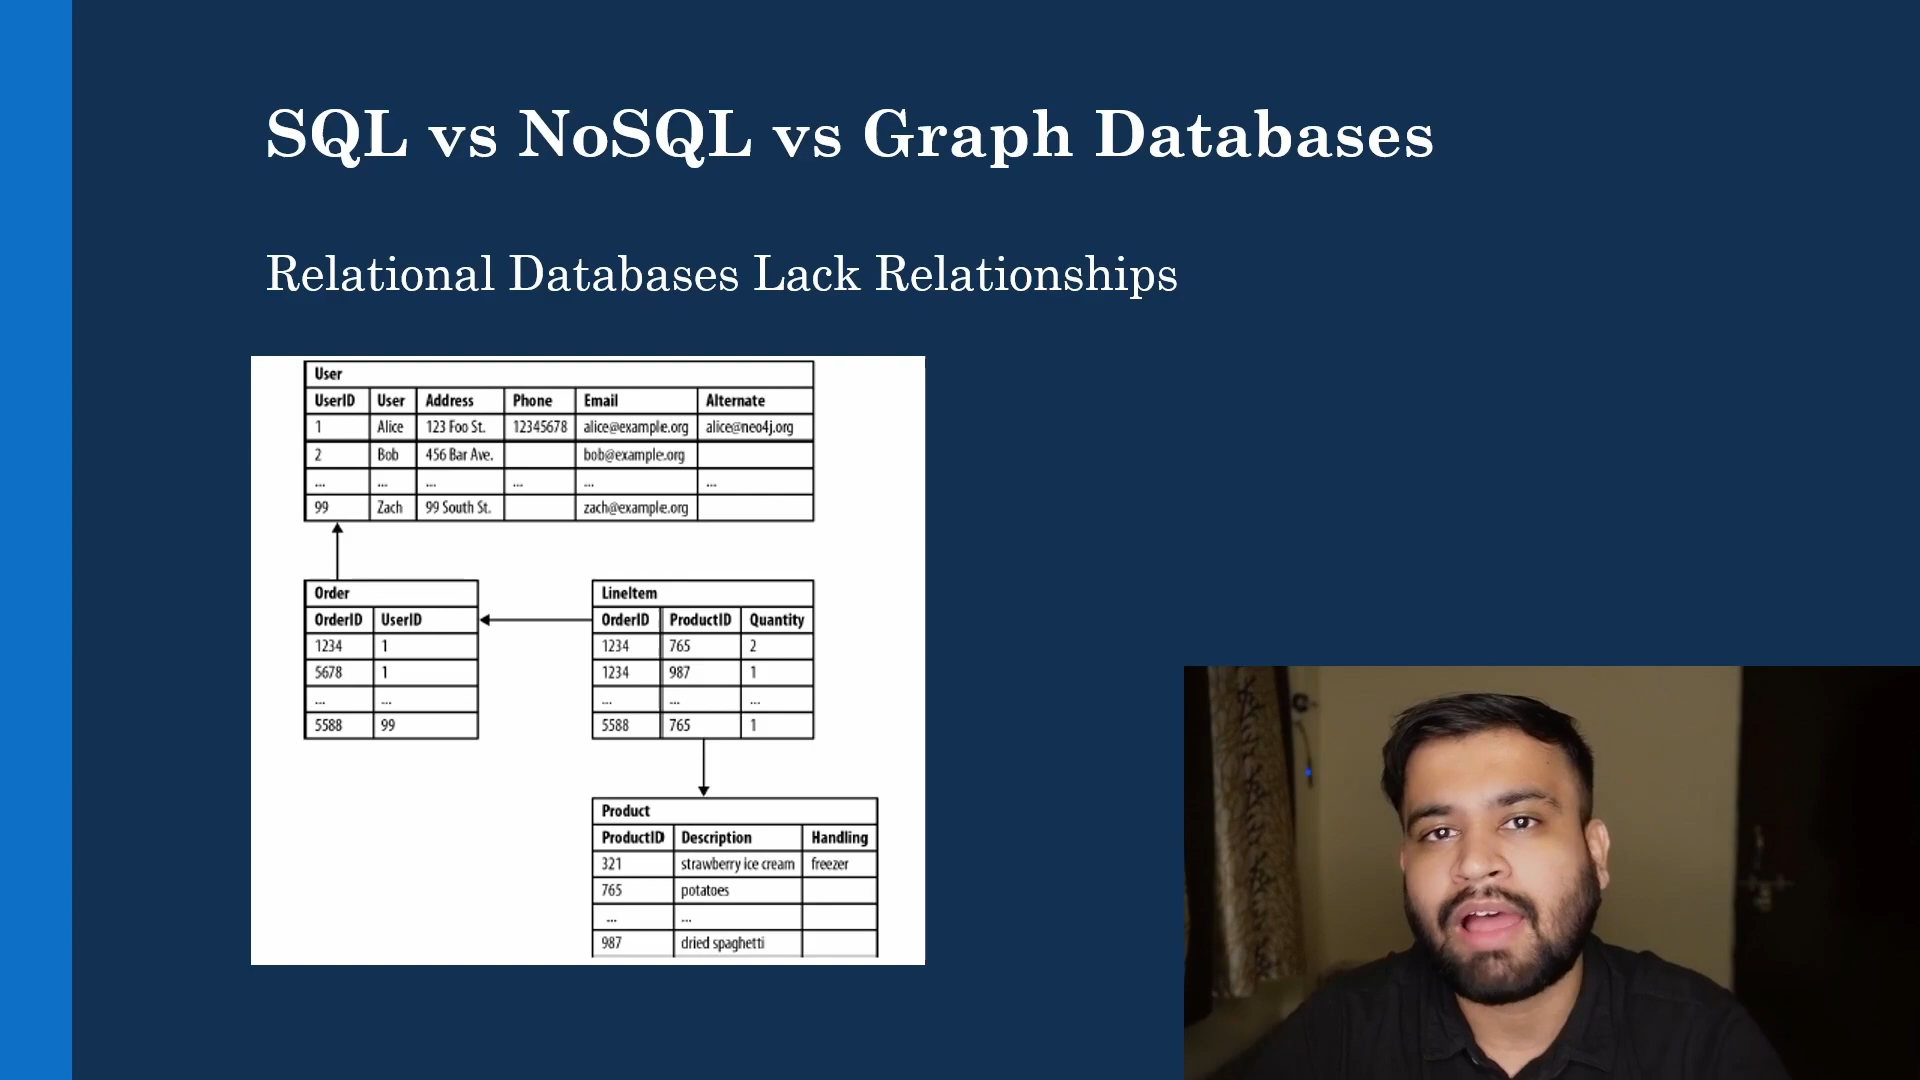 SQL vs NoSQL vs Graph Databases
Relational Databases Lack Relationships
User
UserID User Address Phone Email Alternate
1 Alice 123 Foo St. 12345678 alice@example.org alice@neo4j.org
2 Bob 456 Bar Ave. bob@example.org
... ... ... ... ... ...
99 Zach 99 South St. zach@example.org
Order
OrderID UserID
1234 1
5678 1
... ...
5588 99
LineItem
OrderID ProductID Quantity
1234 765 2
1234 987 1
... ... ...
5588 765 1
Product
ProductID Description Handling
321 strawberry ice cream freezer
765 potatoes
... ...
987 dried spaghetti